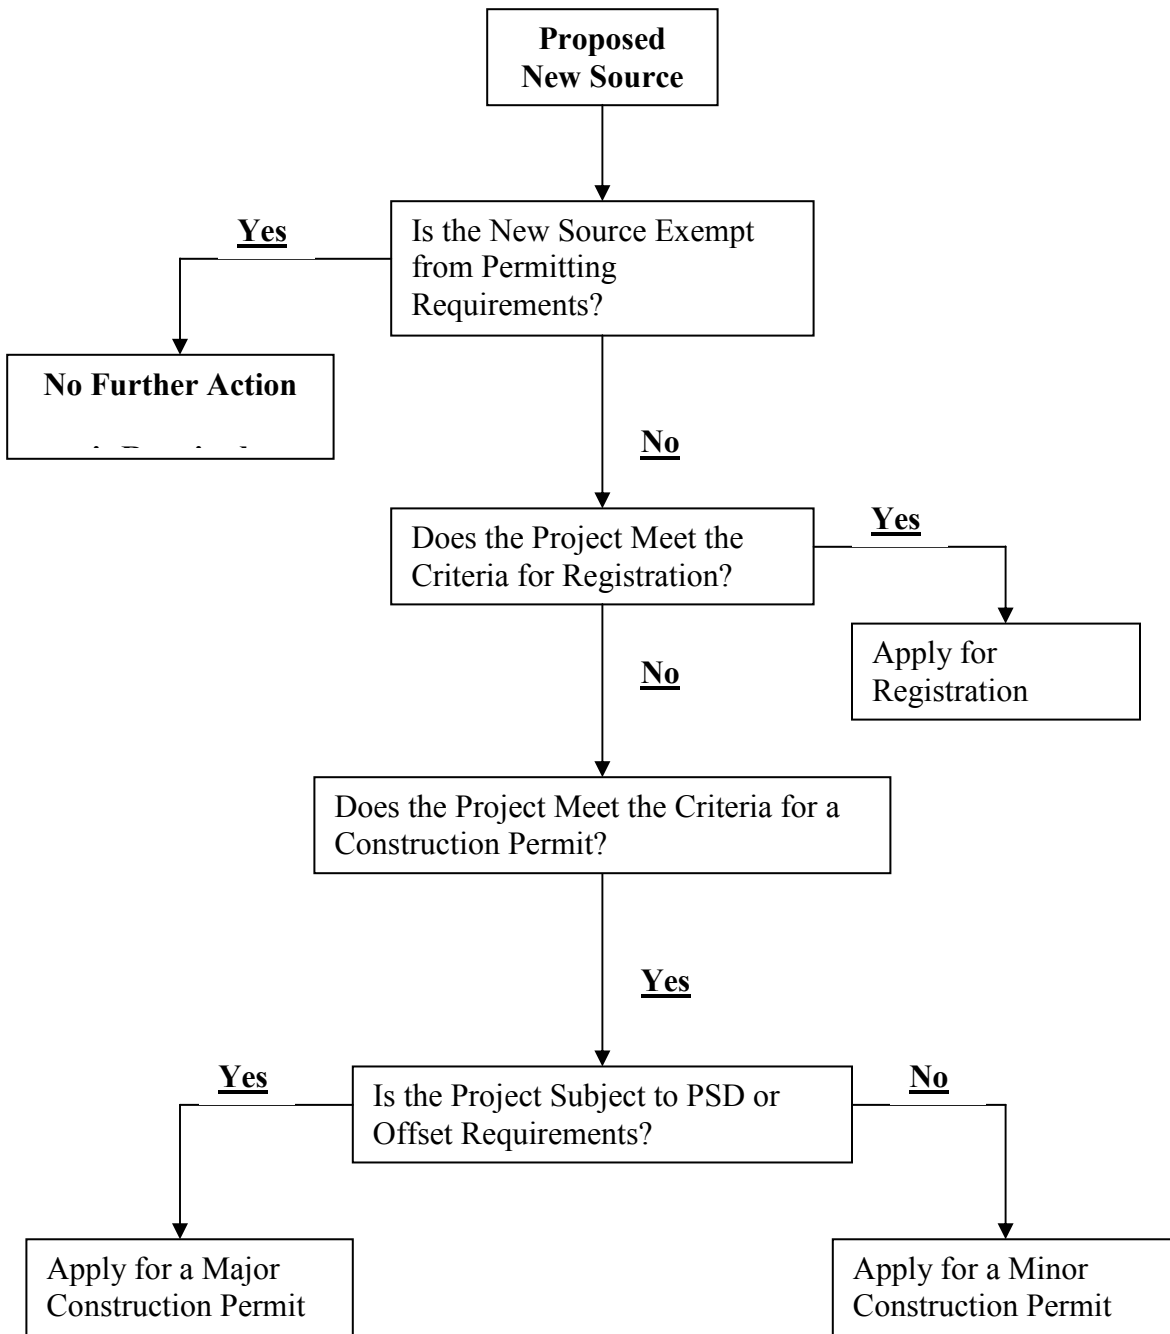 Proposed
New Source
Yes
Is the New Source Exempt
from Permitting
Requirements?
No Further Action
No
Does the Project Meet the
Criteria for Registration?
Yes
Apply for
Registration
No
Does the Project Meet the Criteria for a
Construction Permit?
Yes
Yes
Is the Project Subject to PSD or
Offset Requirements?
No
Apply for a Major
Construction Permit
Apply for a Minor
Construction Permit